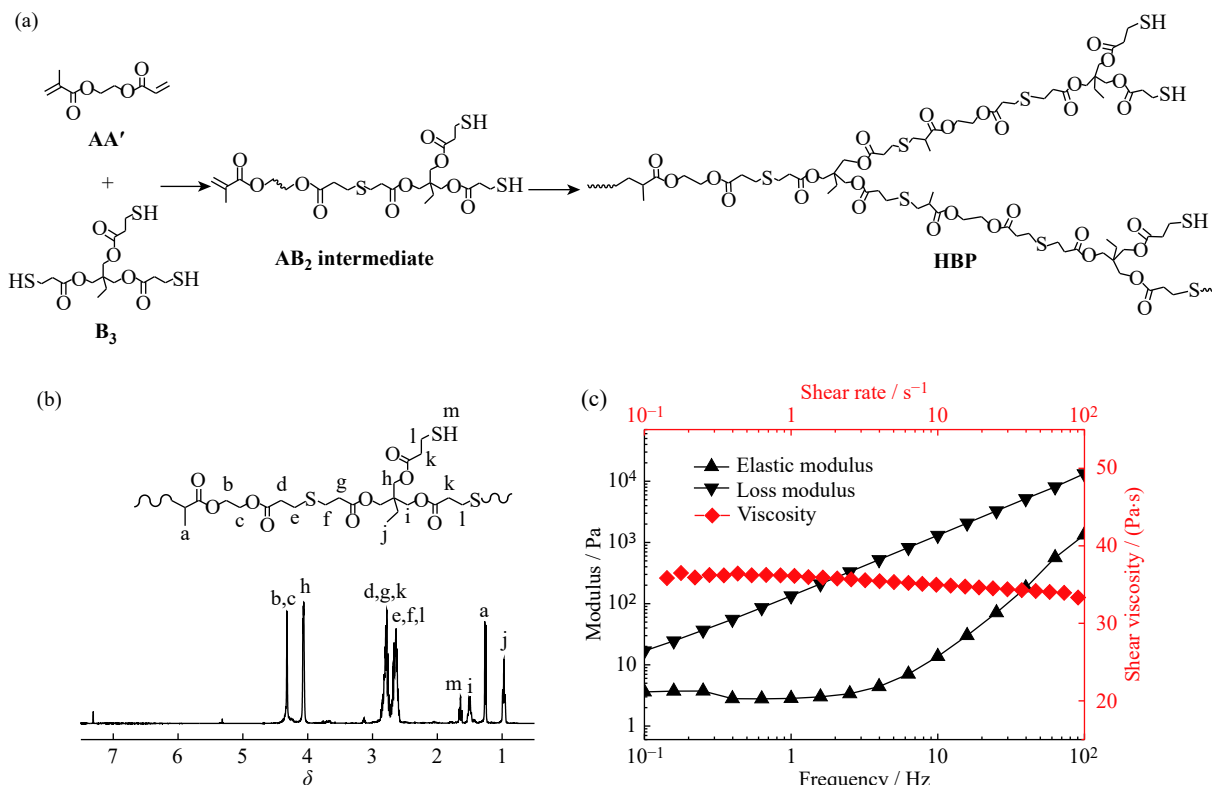 (a)
SH
O
O
O
O
S
O
O
SH
O
O
O
O
O
AA′
+
SH
O
O
O
O
O
O
S
O
O
O
SH
O
AB₂ intermediate
SH
O
O
HS
O
O
O
O
SH
B₃
O
O
O
O
S
O
O
O
O
S
O
O
O
O
S
O
O
O
O
S
O
O
O
O
SH
O
O
S
HBP
(b)
m
SH
l
k
O
O
b
d
g
h
k
O
O
S
O
O
O
S
c
O
e
f
O
i
O
l
a
j
h
b,c
d,g,k
e,f,l
a
j
m
i
7 6 5 4 3 2 1
δ
(c)
Shear rate / s⁻¹
10⁻¹ 1 10 10²
Elastic modulus
Loss modulus
Viscosity
Modulus / Pa
10⁴
10³
10²
10
1
Shear viscosity / (Pa·s)
50
40
30
20
10⁻¹ 1 10 10²
Frequency / Hz